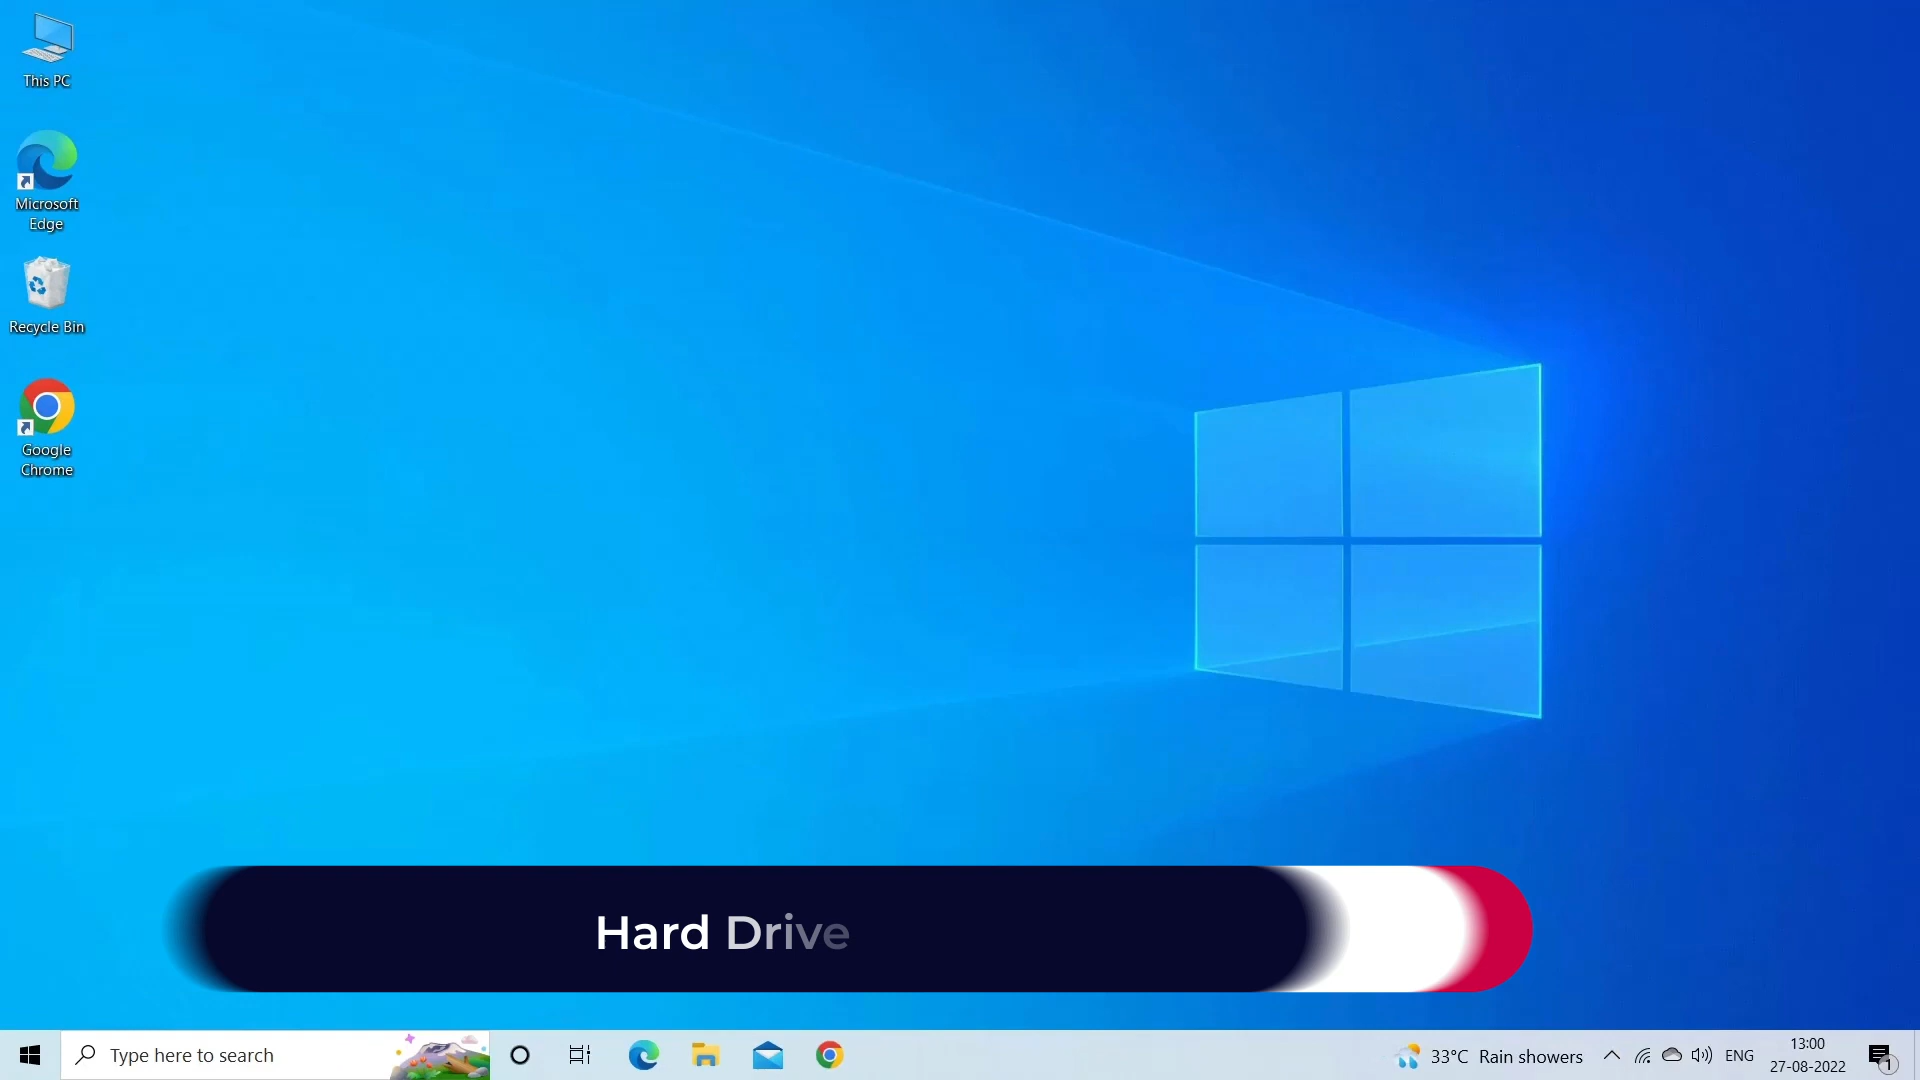 This PC
Microsoft
Edge
Recycle Bin
Google
Chrome
Hard Drive
Type here to search
33°C Rain showers
ENG
13:00
27-08-2022
1